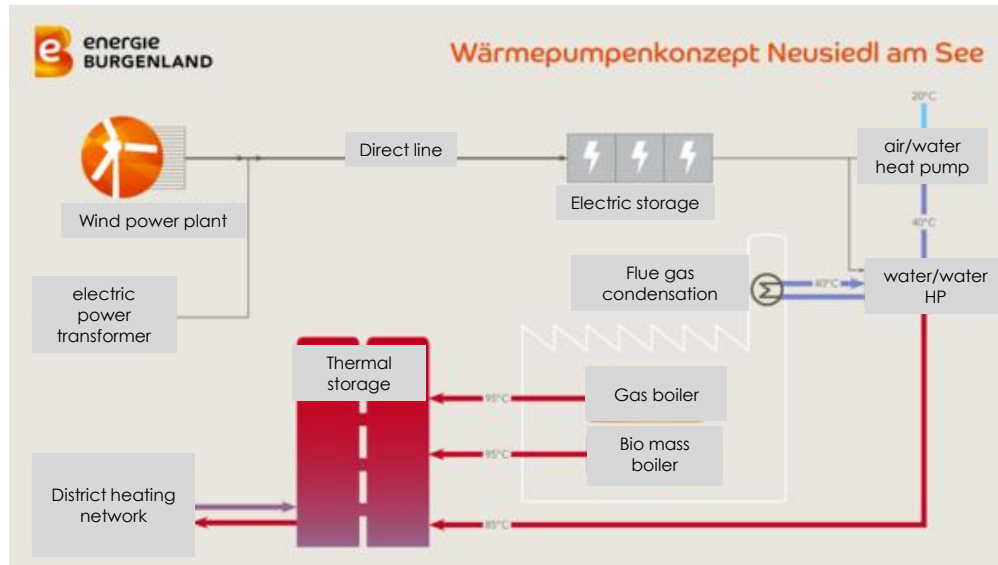 energie
BURGENLAND
Wärmepumpenkonzept Neusiedl am See
20°C
air/water
heat pump
Direct line
Electric storage
Wind power plant
40°C
Flue gas
condensation
40°C
water/water
HP
electric
power
transformer
Thermal
storage
95°C
Gas boiler
95°C
Bio mass
boiler
District heating
network
85°C